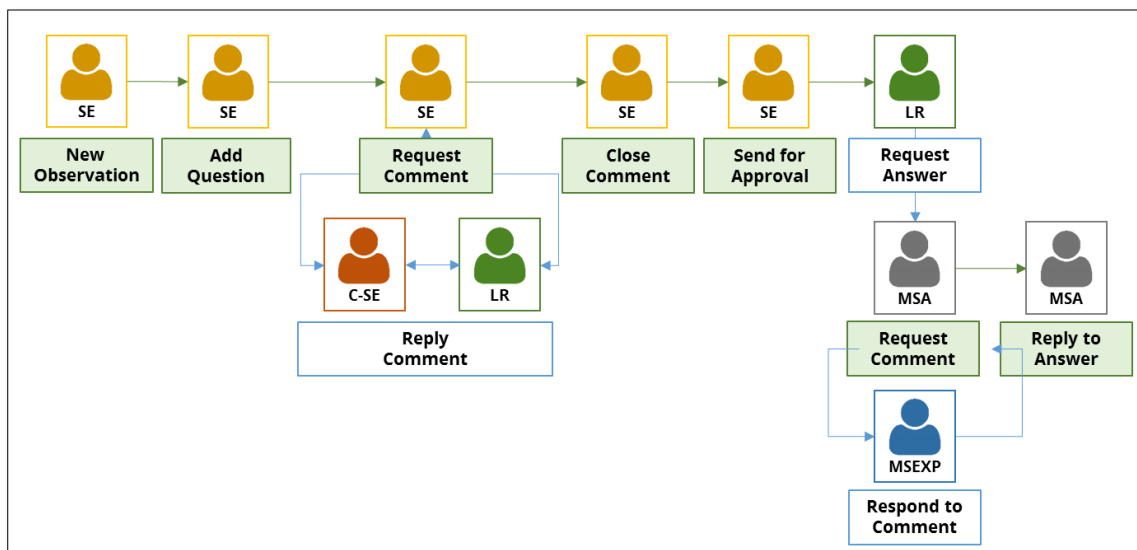 SE
SE
SE
SE
SE
LR
New
Observation
Add
Question
Request
Comment
Close
Comment
Send for
Approval
Request
Answer
C-SE
LR
MSA
MSA
Reply
Comment
Request
Comment
Reply to
Answer
MSEXP
Respond to
Comment